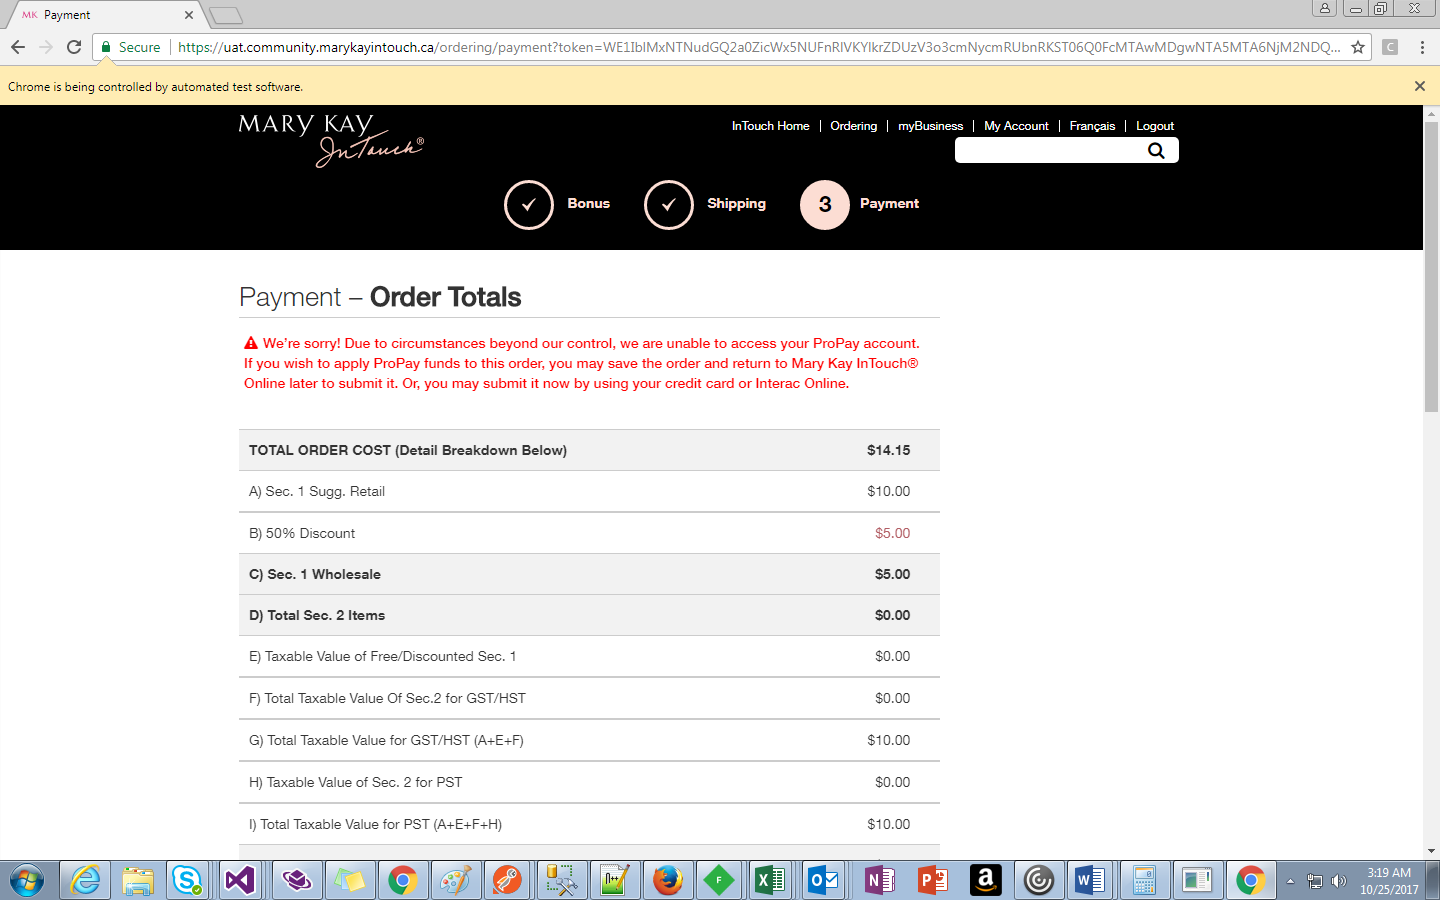 MK Payment
Secure https://uat.community.marykayintouch.ca/ordering/payment?token=
Chrome is being controlled by automated test software.
MARY KAY
InTouch®
InTouch Home | Ordering | myBusiness | My Account | Français | Logout
Bonus
Shipping
3 Payment
Payment – Order Totals
We're sorry! Due to circumstances beyond our control, we are unable to access your ProPay account.
If you wish to apply ProPay funds to this order, you may save the order and return to Mary Kay InTouch®
Online later to submit it. Or, you may submit it now by using your credit card or Interac Online.
TOTAL ORDER COST (Detail Breakdown Below) $14.15
A) Sec. 1 Sugg. Retail $10.00
B) 50% Discount $5.00
C) Sec. 1 Wholesale $5.00
D) Total Sec. 2 Items $0.00
E) Taxable Value of Free/Discounted Sec. 1 $0.00
F) Total Taxable Value Of Sec.2 for GST/HST $0.00
G) Total Taxable Value for GST/HST (A+E+F) $10.00
H) Taxable Value of Sec. 2 for PST $0.00
I) Total Taxable Value for PST (A+E+F+H) $10.00
3:19 AM
10/25/2017